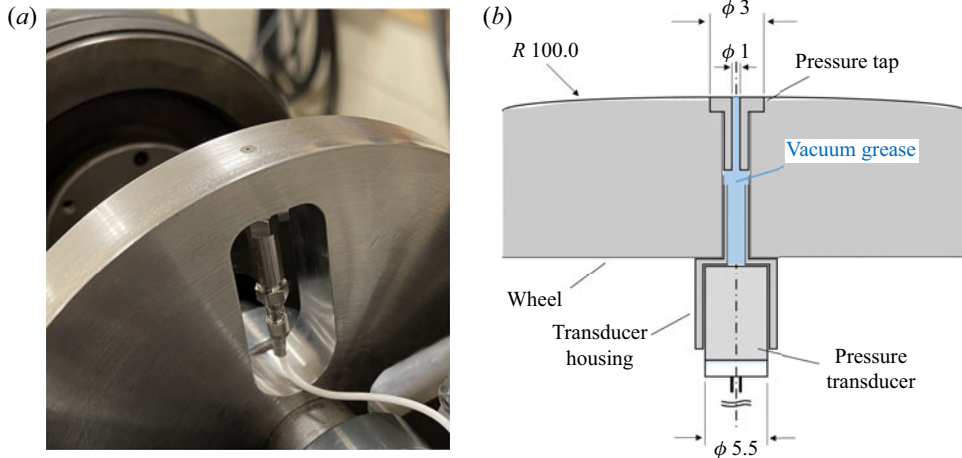 (a)
(b)
ϕ 3
R 100.0
ϕ 1
Pressure tap
Vacuum grease
Wheel
Transducer
housing
Pressure
transducer
ϕ 5.5